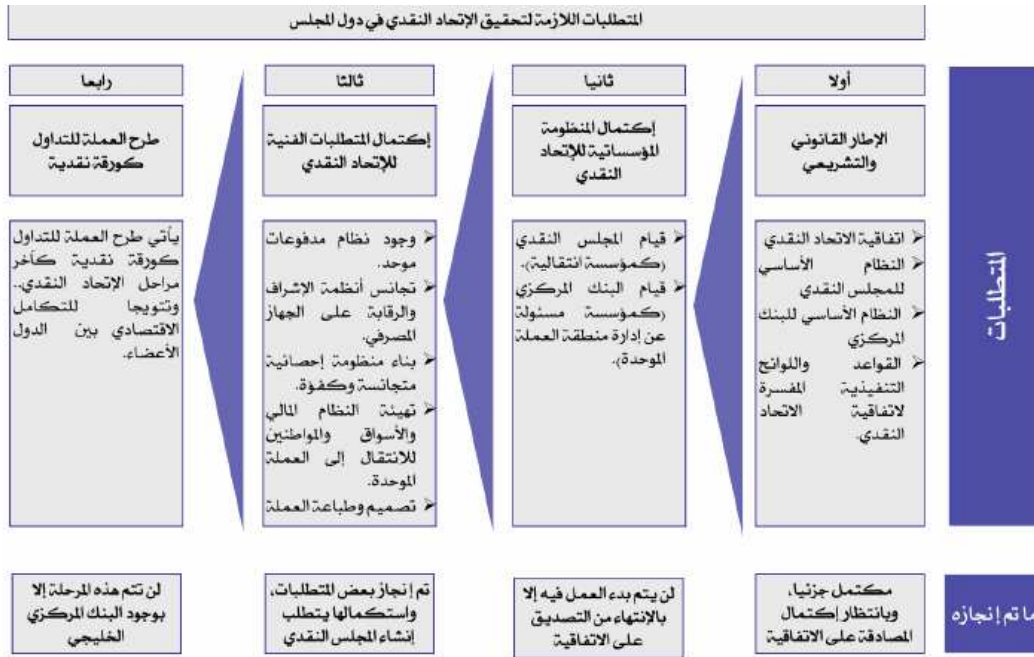 المتطلبات اللازمة لتحقيق الإتحاد النقدي في دول المجلس
المتطلبات
أولا
الإطار القانوني
والتشريعي
اتفاقية الاتحاد النقدي
النظام الأساسي
للمجلس النقدي
النظام الأساسي للبنك
المركزي
القواعد واللوائح
التنفيذية المفسرة
لاتفاقية الاتحاد
النقدي.
ثانيا
إكتمال المنظومة
المؤسساتية للإتحاد
النقدي
قيام المجلس النقدي
(كمؤسسة انتقالية).
قيام البنك المركزي
(كمؤسسة مسئولة
عن إدارة منطقة العملة
الموحدة).
ثالثا
إكتمال المتطلبات الفنية
للإتحاد النقدي
وجود نظام مدفوعات
موحد.
تجانس أنظمة الإشراف
والرقابة على الجهاز
المصرفي.
بناء منظومة إحصائية
متجانسة وكفؤة.
تهيئة النظام المالي
والأسواق والمواطنين
للانتقال إلى العملة
الموحدة.
تصميم وطباعة العملة
رابعا
طرح العملة للتداول
كورقة نقدية
يأتي طرح العملة للتداول
كورقة نقدية كآخر
مراحل الإتحاد النقدي..
وتتويجا للتكامل
الاقتصادي بين الدول
الأعضاء.
ما تم إنجازه
مكتمل جزئيا،
وبانتظار إكتمال
المصادقة على الاتفاقية
لن يتم بدء العمل فيه إلا
بالإنتهاء من التصديق
على الاتفاقية
تم إنجاز بعض المتطلبات،
واستكمالها يتطلب
إنشاء المجلس النقدي
لن تتم هذه المرحلة إلا
بوجود البنك المركزي
الخليجي